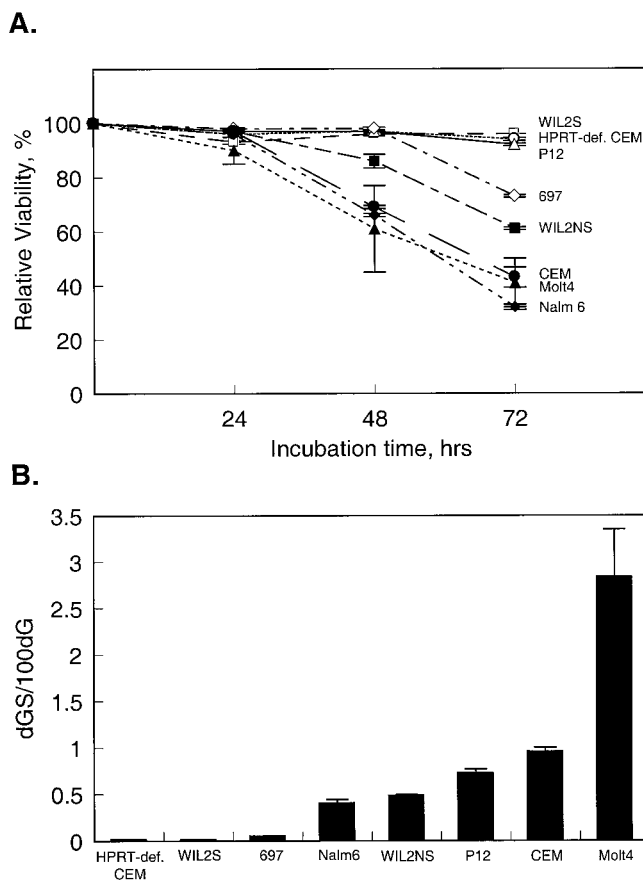 A.
Relative Viability, %
100
80
60
40
20
0
WIL2S
HPRT-def. CEM
P12
697
WIL2NS
CEM
Molt4
Nalm 6
24 48 72
Incubation time, hrs
B.
dGS/100dG
3.5
3
2.5
2
1.5
1
0.5
0
HPRT-def. CEM
WIL2S
697
Nalm6
WIL2NS
P12
CEM
Molt4